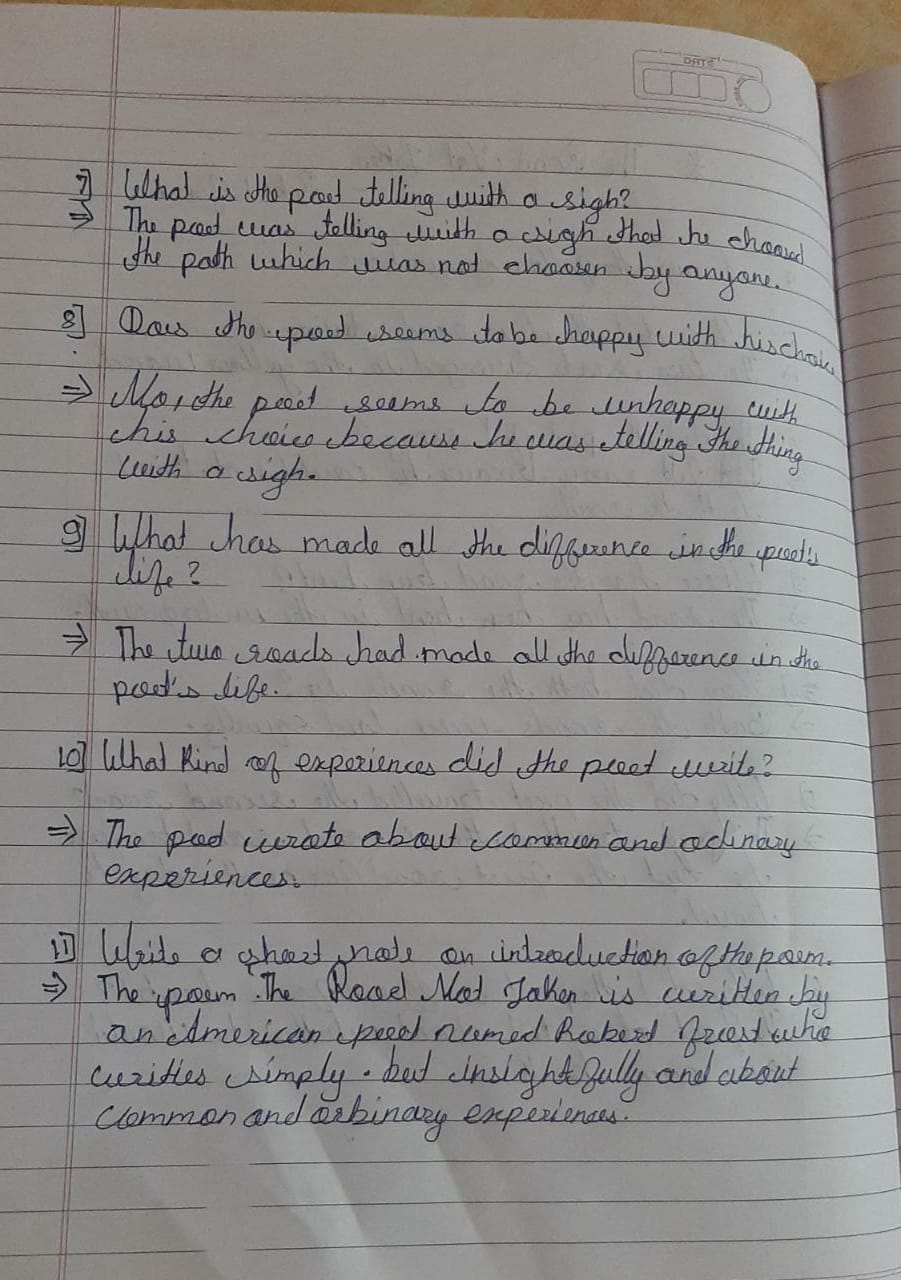 DATE
7] What is the poet telling with a sigh?
⇒ The poet was telling with a sigh that he choosed
the path which was not choosen by anyone.
8] Does the poet seems to be happy with his
⇒ No, the poet seems to be unhappy with
his choice because he was telling the thing
with a sigh.
9] What has made all the difference in the poet's
life?
⇒ The two roads had made all the difference in the
poet's life.
10] What kind of experiences did the poet write?
⇒ The poet wrote about common and odinary
experiences.
11] Write a short note on introduction of the poem.
⇒ The poem The Road Not Taken is written by
an American poet named Robert frost who
writies simply. but insightfully and about
common and orbinary experiences.